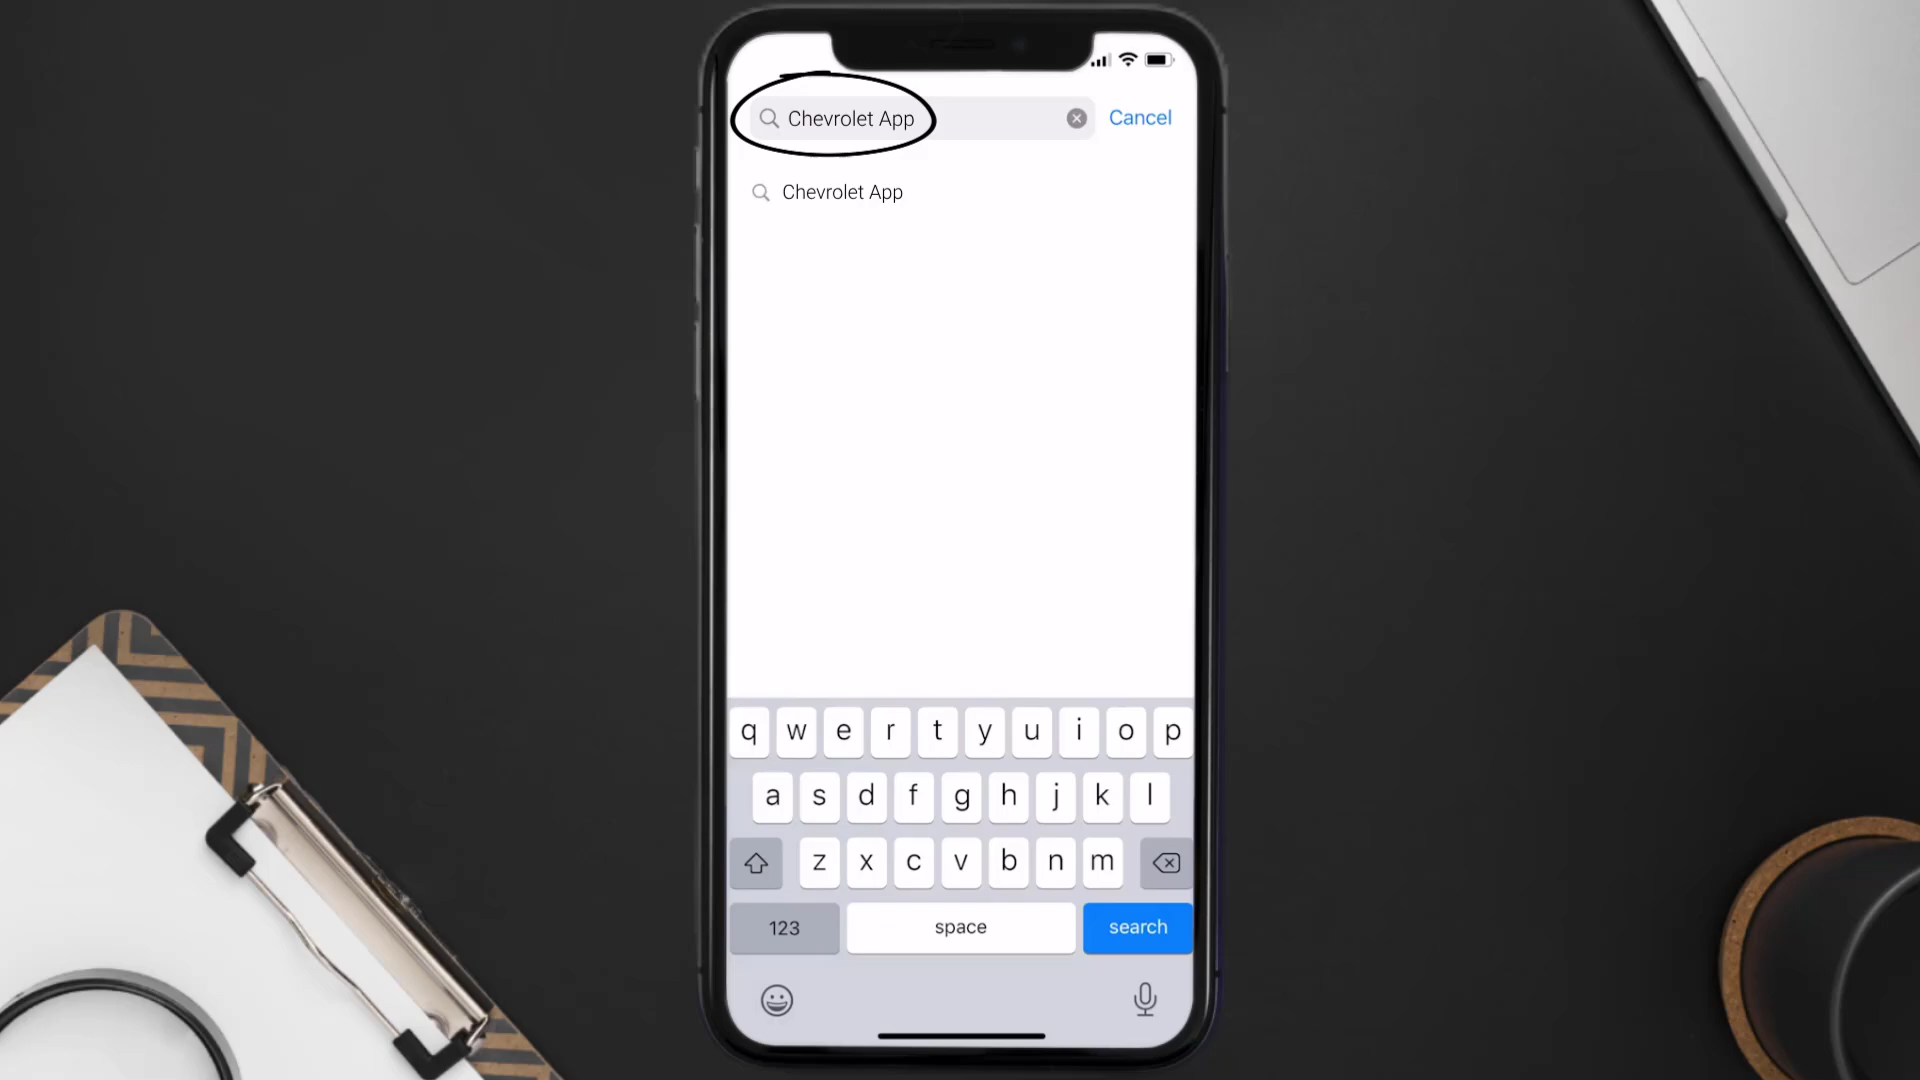 Chevrolet App
Cancel
Chevrolet App
q w e r t y u i o p
a s d f g h j k l
z x c v b n m
123 space search